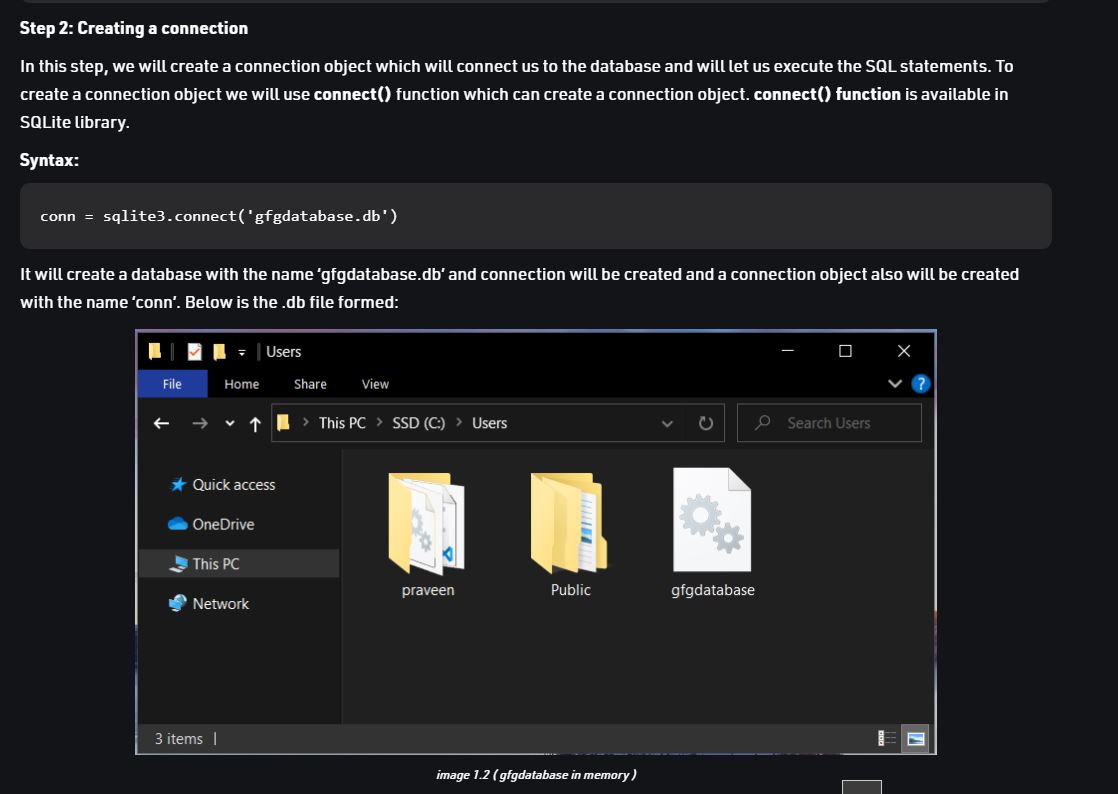 Step 2: Creating a connection
In this step, we will create a connection object which will connect us to the database and will let us execute the SQL statements. To
create a connection object we will use connect() function which can create a connection object. connect() function is available in
SQLite library.
Syntax:
conn = sqlite3.connect('gfgdatabase.db')
It will create a database with the name ‘gfgdatabase.db’ and connection will be created and a connection object also will be created
with the name ‘conn’. Below is the .db file formed:
Users
File Home Share View
?
This PC > SSD (C:) > Users
Search Users
Quick access
OneDrive
This PC
Network
praveen Public gfgdatabase
3 items
image 1.2 ( gfgdatabase in memory )